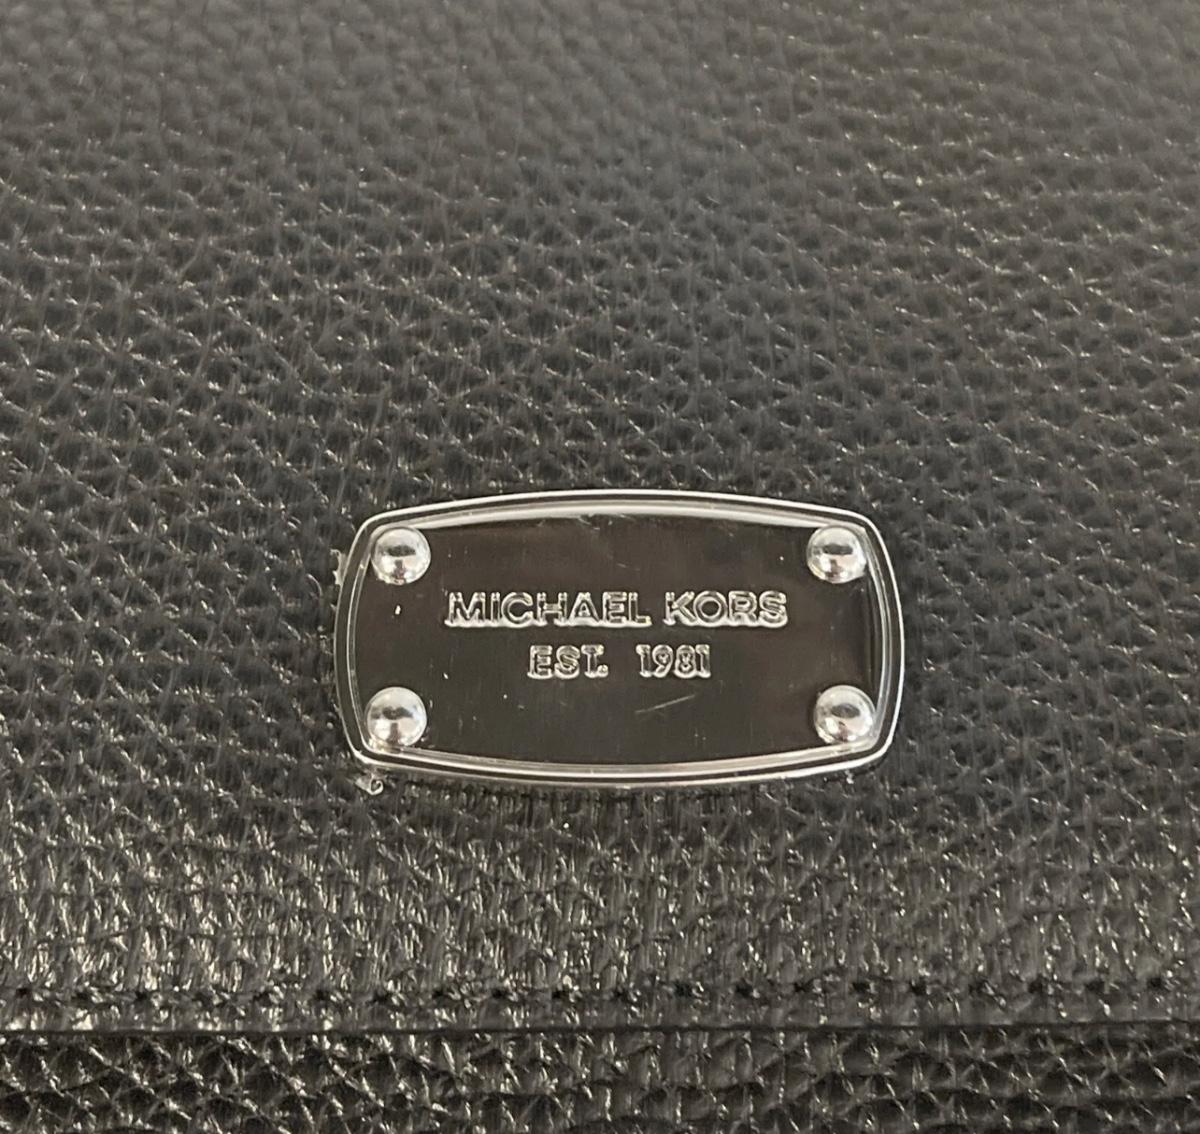 MICHAEL KORS
EST. 1981